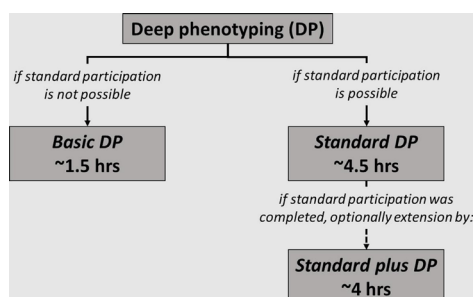 Deep phenotyping (DP)
if standard participation
is not possible
if standard participation
is possible
Basic DP
~1.5 hrs
Standard DP
~4.5 hrs
if standard participation was
completed, optionally extension by:
Standard plus DP
~4 hrs